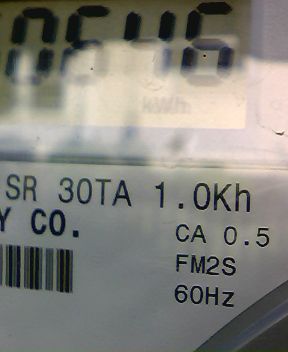 kWh
SR 30TA 1.0Kh
Y CO.
CA 0.5
FM2S
60Hz